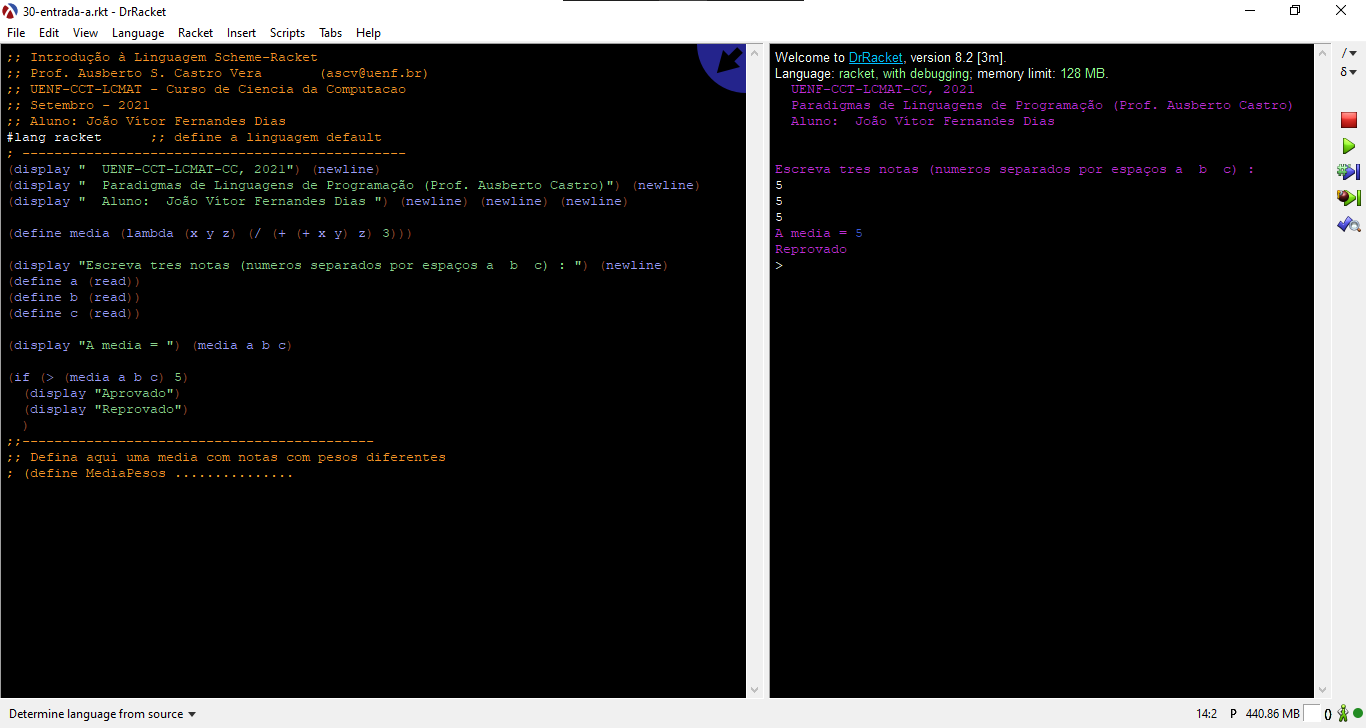 30-entrada-a.rkt - DrRacket
File Edit View Language Racket Insert Scripts Tabs Help
;; Introdução à Linguagem Scheme-Racket
;; Prof. Ausberto S. Castro Vera       (ascv@uenf.br)
;; UENF-CCT-LCMAT - Curso de Ciencia da Computacao
;; Setembro - 2021
;; Aluno: João Vítor Fernandes Dias
#lang racket      ;; define a linguagem default
; ------------------------------------------------
(display "  UENF-CCT-LCMAT-CC, 2021") (newline)
(display "  Paradigmas de Linguagens de Programação (Prof. Ausberto Castro)") (newline)
(display "  Aluno:  João Vítor Fernandes Dias ") (newline) (newline) (newline)
(define media (lambda (x y z) (/ (+ (+ x y) z) 3)))
(display "Escreva tres notas (numeros separados por espaços a  b  c) : ") (newline)
(define a (read))
(define b (read))
(define c (read))
(display "A media = ") (media a b c)
(if (> (media a b c) 5)
  (display "Aprovado")
  (display "Reprovado")
  )
;;--------------------------------------------
;; Defina aqui uma media com notas com pesos diferentes
; (define MediaPesos ...............
Welcome to DrRacket, version 8.2 [3m].
Language: racket, with debugging; memory limit: 128 MB.
  UENF-CCT-LCMAT-CC, 2021
  Paradigmas de Linguagens de Programação (Prof. Ausberto Castro)
  Aluno:  João Vítor Fernandes Dias
Escreva tres notas (numeros separados por espaços a  b  c) :
5
5
5
A media = 5
Reprovado
>
/
δ
Determine language from source
14:2 P 440.86 MB ()